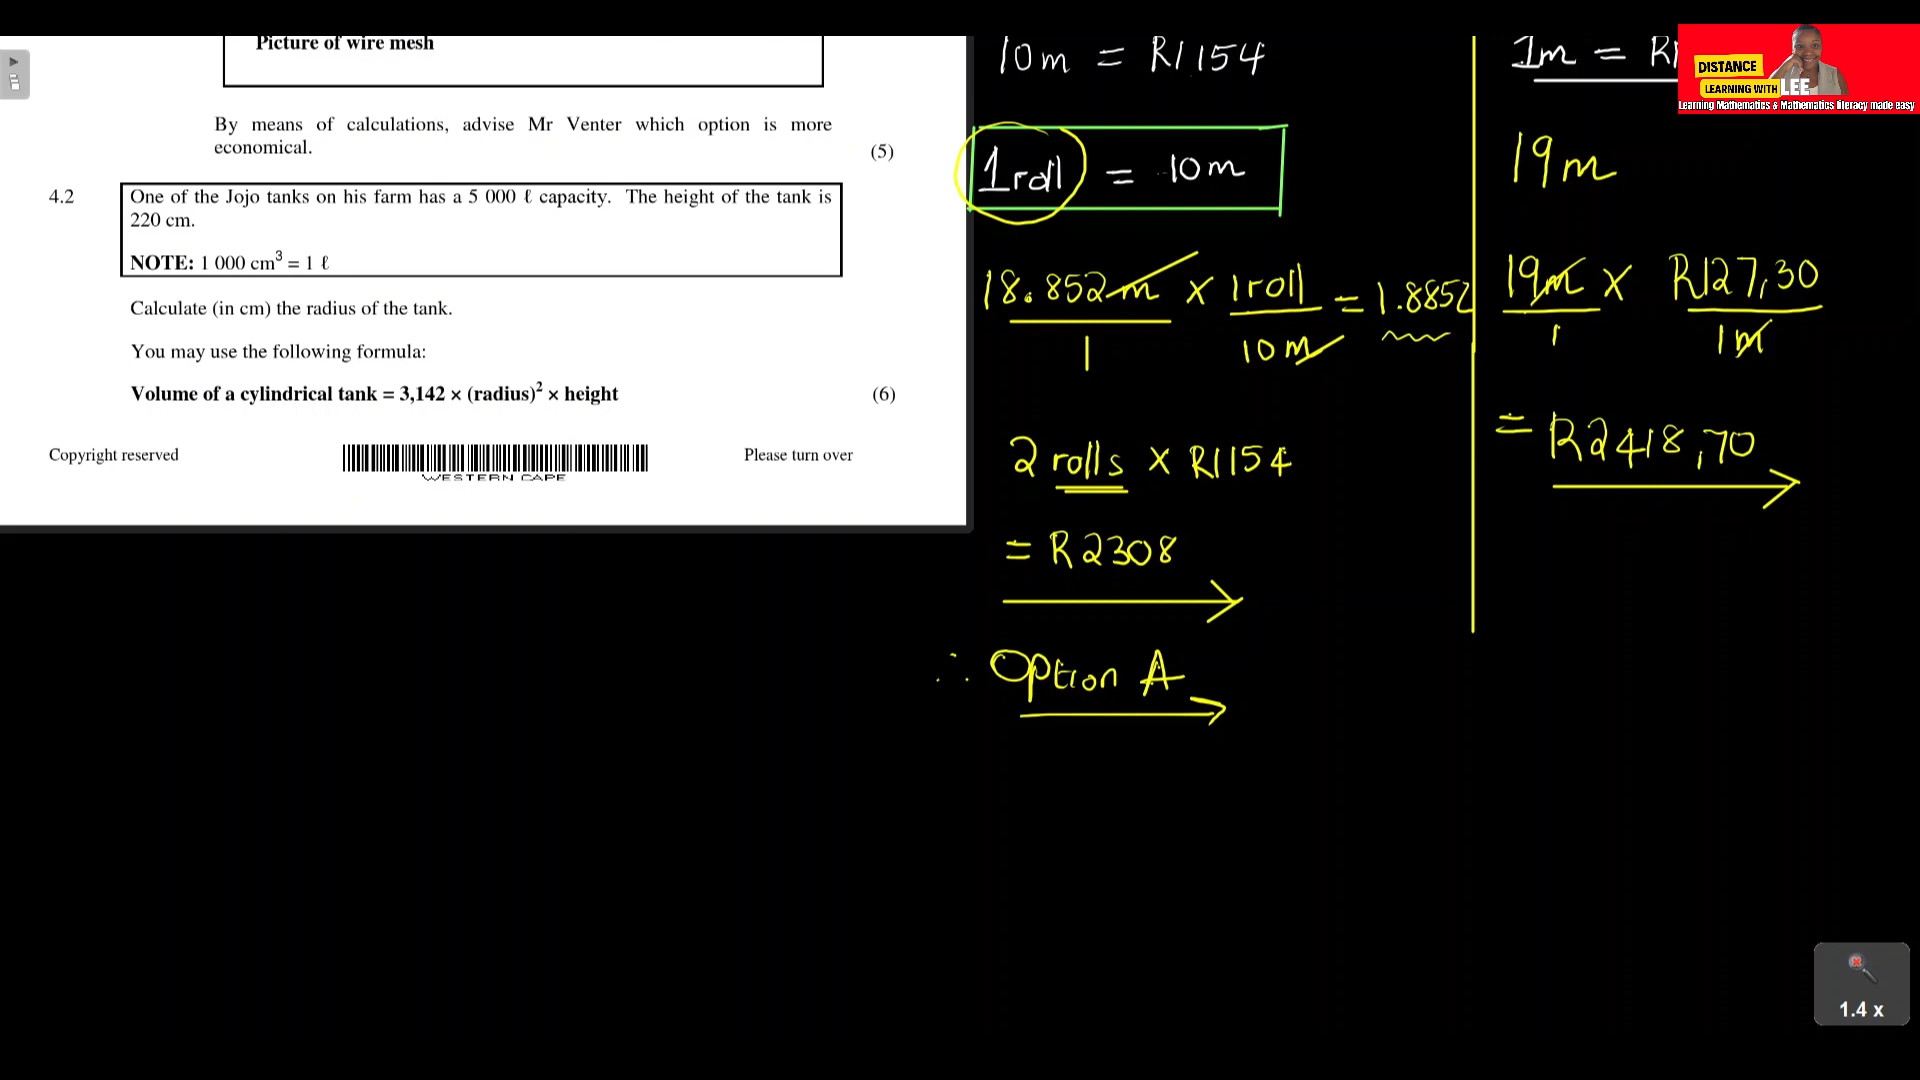 Picture of wire mesh
By means of calculations, advise Mr Venter which option is more
economical.
(5)
4.2
One of the Jojo tanks on his farm has a 5 000 ℓ capacity. The height of the tank is
220 cm.
NOTE: 1 000 cm³ = 1 ℓ
Calculate (in cm) the radius of the tank.
You may use the following formula:
Volume of a cylindrical tank = 3,142 × (radius)² × height
(6)
Copyright reserved
WESTERN CAPE
Please turn over
10m = R1154
1 roll = 10m
18.852m × 1 roll = 1.8852
1 10m
2 rolls × R1154
= R2308
∴ Option A
1m = R1
19m
19m × R127,30
1 1m
= R2418,70
DISTANCE
LEARNING WITH LEE
Learning Mathematics & Mathematics literacy made easy
1.4 x